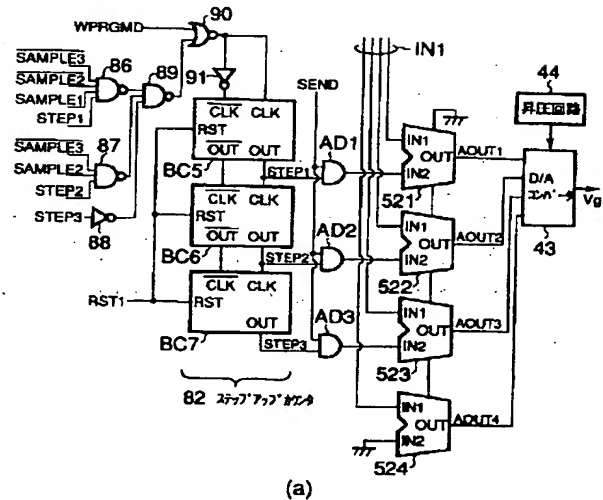 90
WPRGMD
IN1
SAMPLE3
86
SAMPLE2
SAMPLE1
STEP1
89
91
SEND
44
昇圧回路
CLK CLK
RST
OUT OUT
BC5
AD1
IN1
OUT
IN2
AOUT1
521
SAMPLE3
87
SAMPLE2
STEP2
STEP1
D/A
コンバータ
Vg
43
STEP3
88
CLK CLK
RST
OUT OUT
BC6
AD2
STEP2
IN1
OUT
IN2
AOUT2
522
RST1
CLK CLK
RST
OUT
BC7
AD3
STEP3
IN1
OUT
IN2
AOUT3
523
IN1
OUT
IN2
AOUT4
524
82 ステップアップカウンタ
(a)